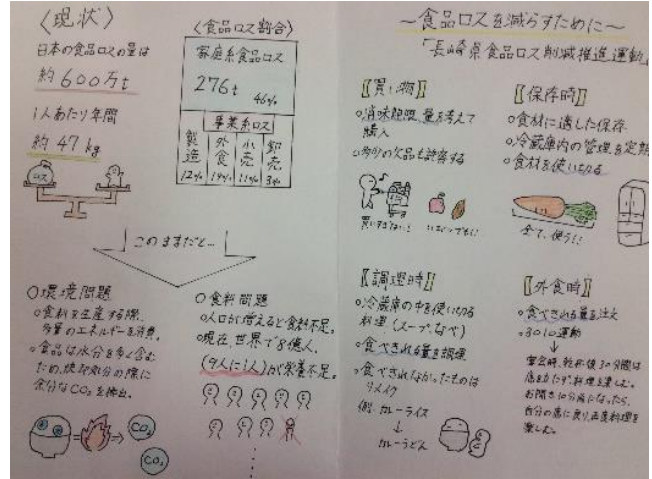 〈現状〉
日本の食品ロスの量は
約600万t
1人あたり年間
約47kg
ロス
〈食品ロス割合〉
家庭系食品ロス
276t
46%
事業系ロス
製造
外食
小売
卸売
12%
19%
11%
3%
このままだと…
○環境問題
○食料を生産する際、
多量のエネルギーを消費。
○食品は水分を多く含む
ため、焼却処分の際に
余分なCO₂を排出。
CO₂
CO₂
○食料問題
○人口が増えると食料不足。
○現在、世界で8億人、
(9人に1人)が栄養不足。
～食品ロスを減らすために～
「長崎県食品ロス削減推進運動」
【買い物】
○消味期限、量を考えて
購入
○多少の欠品も許容する
買いすぎない!
【保存時】
○食材に適した保存
○冷蔵庫内の管理を定期
○食材を使い切る
全て、使う!!
【調理時】
○冷蔵庫の中を使い切る
料理(スープ、なべ)
○食べきれる量を調理
○食べきれなかったものは
リメイク
例)カレーライス
↓
カレーうどん
【外食時】
○食べきれる量を注文
○3010運動
↓
宴会時、乾杯後30分間は
席を立たず、料理を楽しむ。
お開き10分前になったら、
自分の席に戻り、再度料理を
楽しむ。